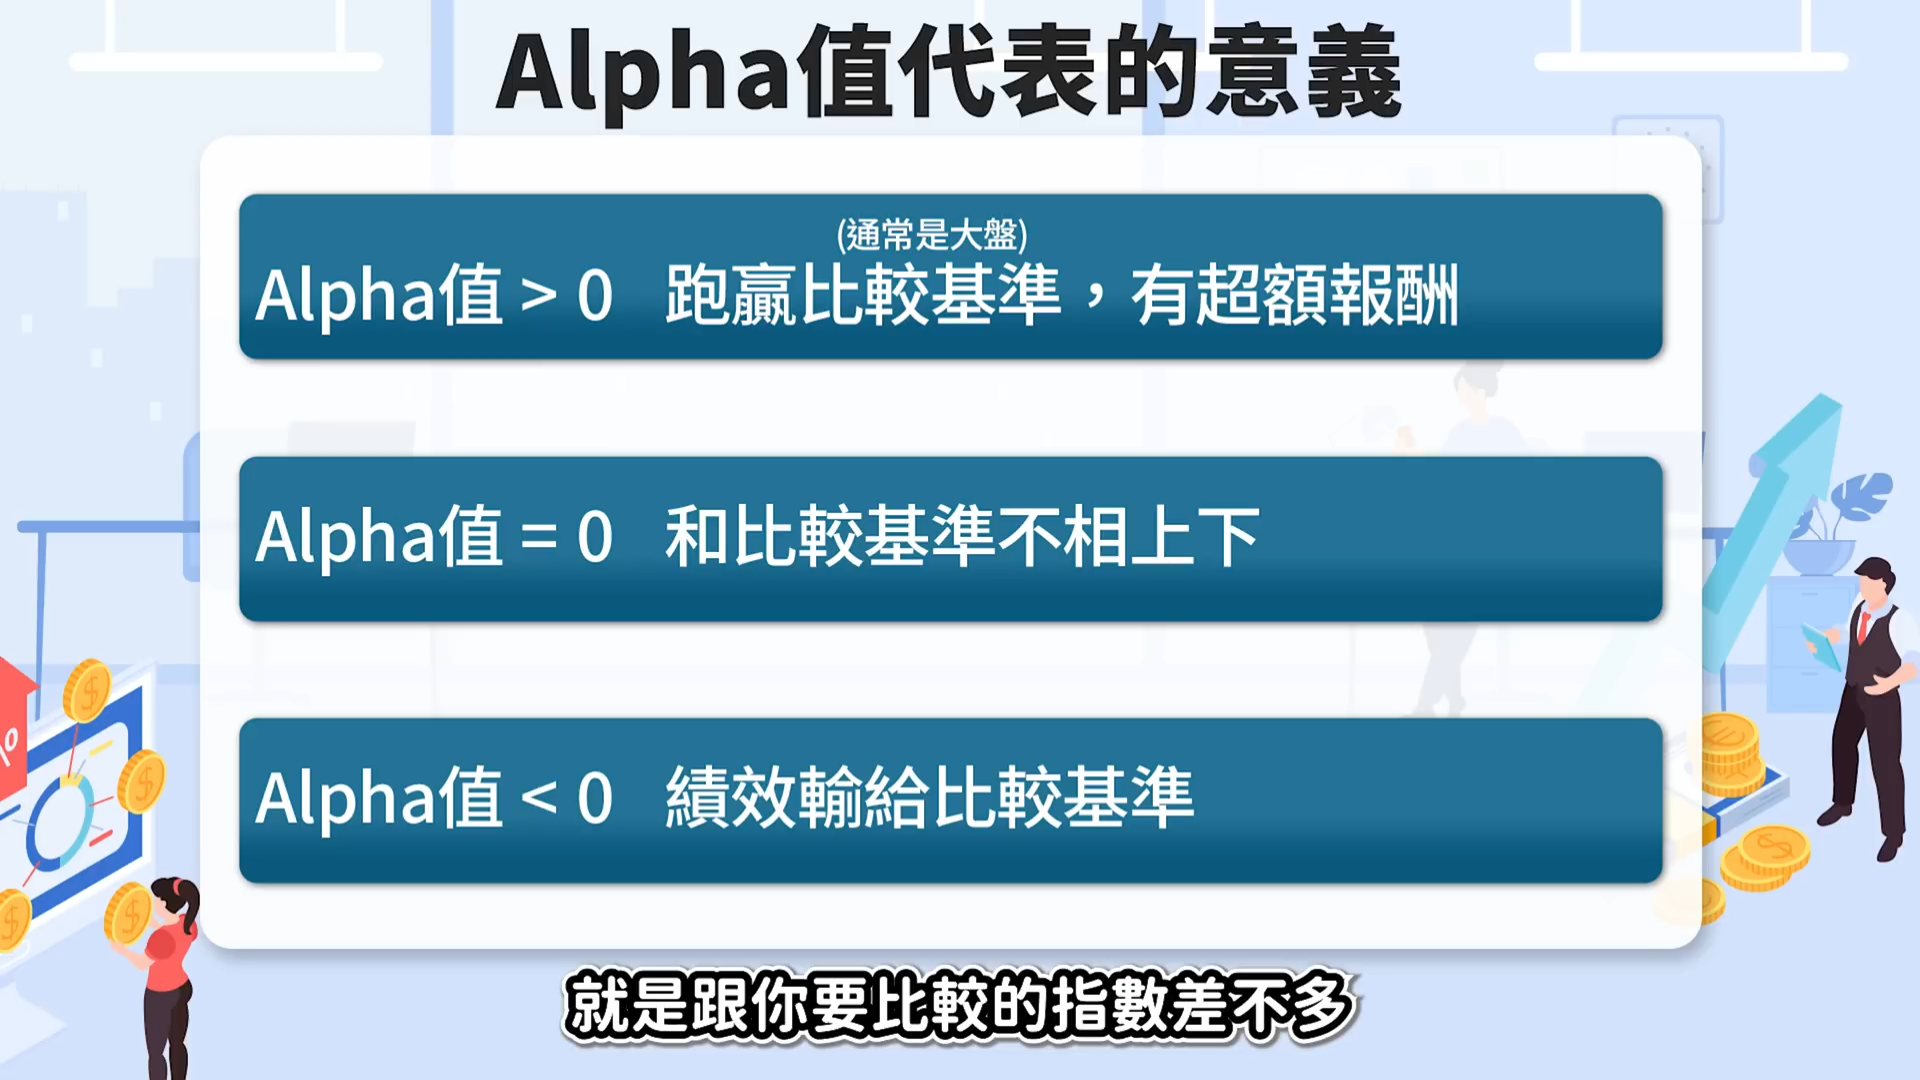 Alpha值代表的意義
(通常是大盤)
Alpha值 > 0 跑贏比較基準，有超額報酬
Alpha值 = 0 和比較基準不相上下
Alpha值 < 0 績效輸給比較基準
就是跟你要比較的指數差不多